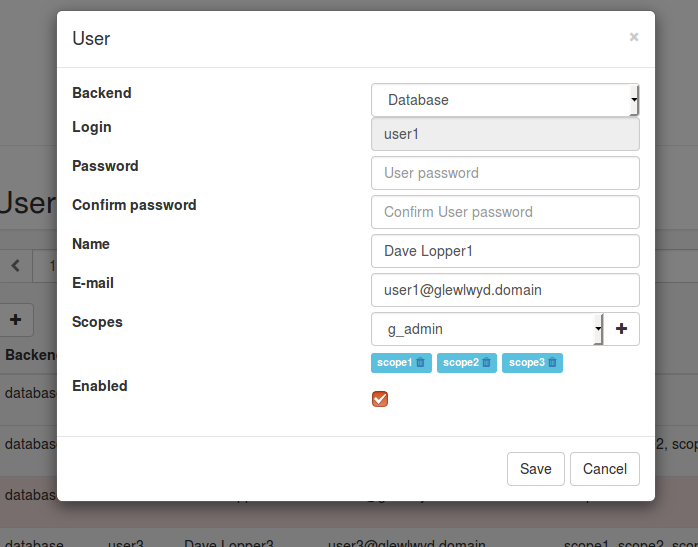 User ×
Backend Database
Login user1
Password User password
Confirm password Confirm User password
Name Dave Lopper1
E-mail user1@glewlwyd.domain
Scopes g_admin +
scope1 scope2 scope3
Enabled
Save Cancel
User
1
+
Backend
database
database 2, scop
database
database user3 Dave Lopper3 user3@glewlwyd.domain scope1, scope2, scop